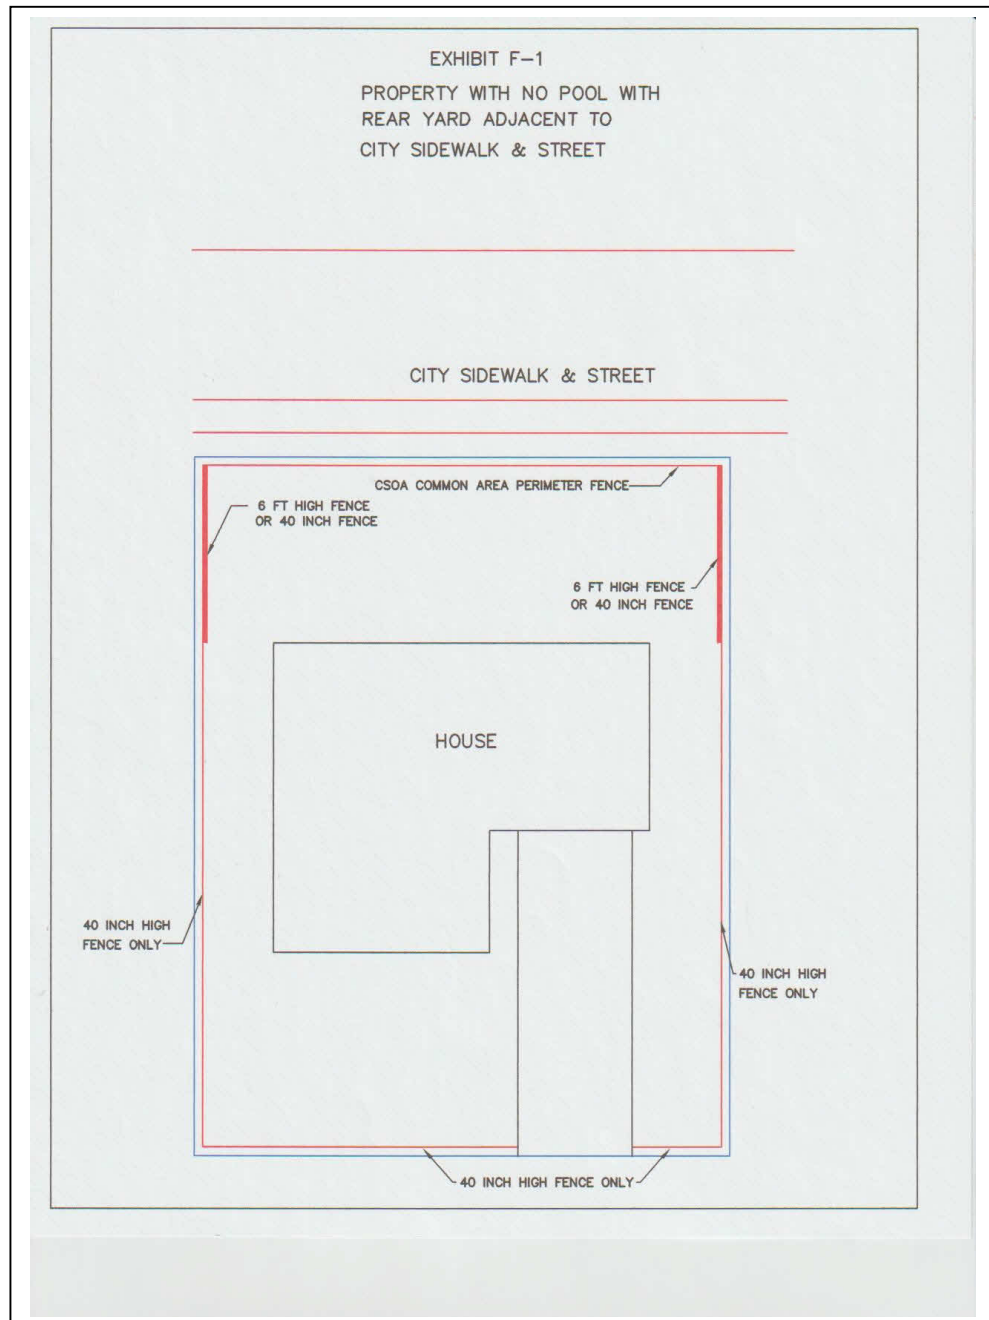 EXHIBIT F-1
PROPERTY WITH NO POOL WITH
REAR YARD ADJACENT TO
CITY SIDEWALK & STREET
CITY SIDEWALK & STREET
CSOA COMMON AREA PERIMETER FENCE
6 FT HIGH FENCE
OR 40 INCH FENCE
6 FT HIGH FENCE
OR 40 INCH FENCE
HOUSE
40 INCH HIGH
FENCE ONLY
40 INCH HIGH
FENCE ONLY
40 INCH HIGH FENCE ONLY